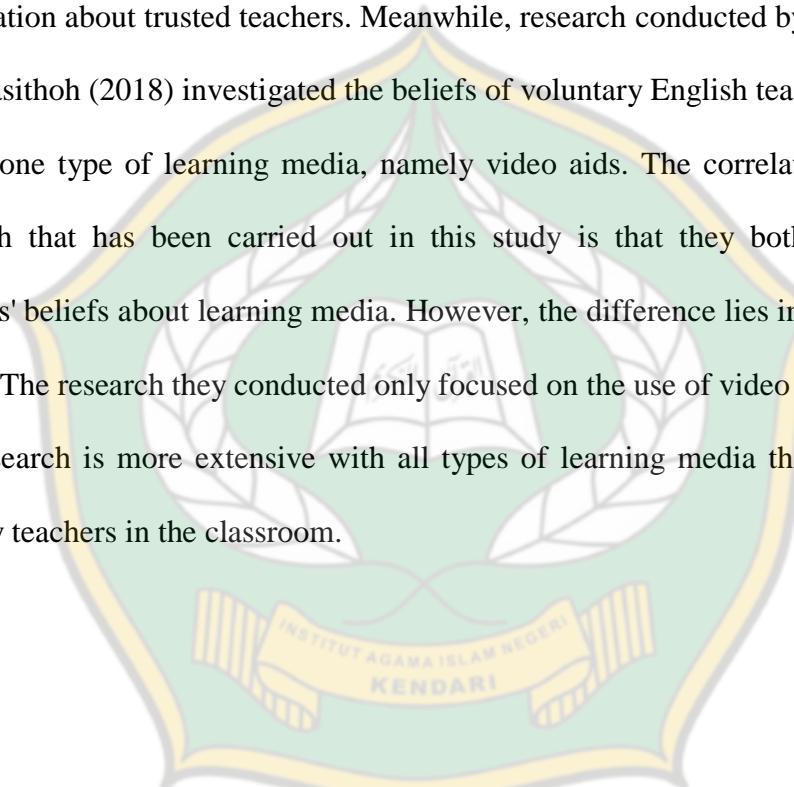 ation about trusted teachers. Meanwhile, research conducted by
asithoh (2018) investigated the beliefs of voluntary English tea
one type of learning media, namely video aids. The correla
h that has been carried out in this study is that they both
s' beliefs about learning media. However, the difference lies in
The research they conducted only focused on the use of video
search is more extensive with all types of learning media th
y teachers in the classroom.
INSTITUT AGAMA ISLAM NEGERI
KENDARI